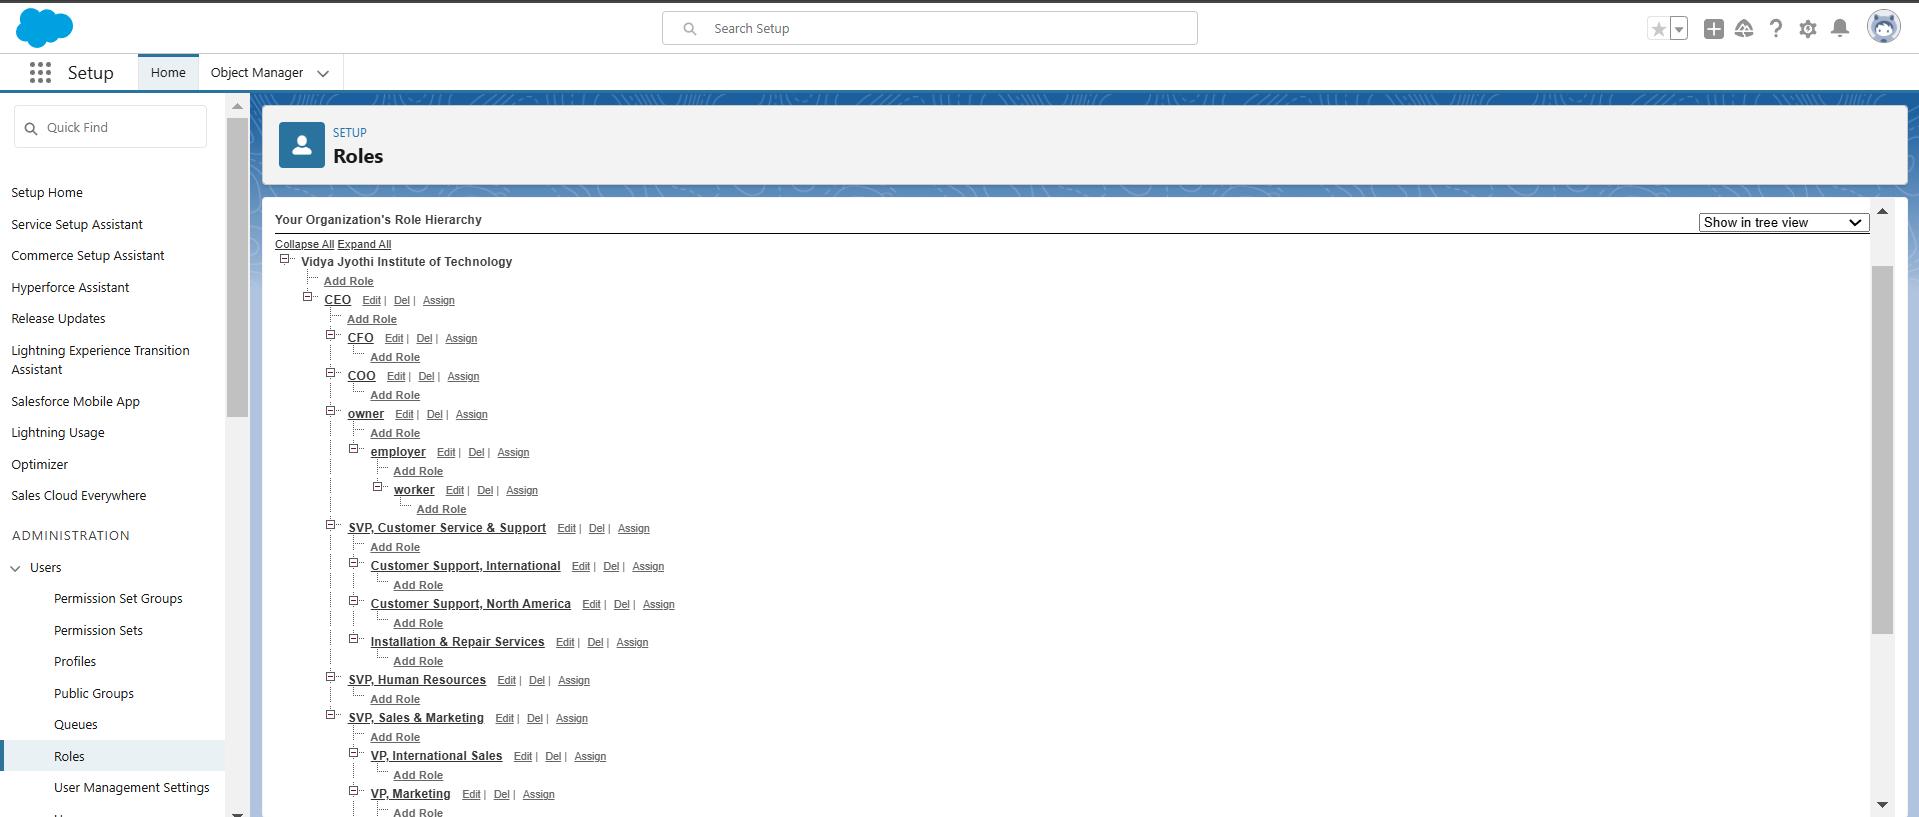 Search Setup
Setup
Home
Object Manager
Quick Find
Setup Home
Service Setup Assistant
Commerce Setup Assistant
Hyperforce Assistant
Release Updates
Lightning Experience Transition
Assistant
Salesforce Mobile App
Lightning Usage
Optimizer
Sales Cloud Everywhere
ADMINISTRATION
Users
Permission Set Groups
Permission Sets
Profiles
Public Groups
Queues
Roles
User Management Settings
SETUP
Roles
Your Organization's Role Hierarchy
Show in tree view
Collapse All Expand All
Vidya Jyothi Institute of Technology
Add Role
CEO Edit | Del | Assign
Add Role
CFO Edit | Del | Assign
Add Role
COO Edit | Del | Assign
Add Role
owner Edit | Del | Assign
Add Role
employer Edit | Del | Assign
Add Role
worker Edit | Del | Assign
Add Role
SVP, Customer Service & Support Edit | Del | Assign
Add Role
Customer Support, International Edit | Del | Assign
Add Role
Customer Support, North America Edit | Del | Assign
Add Role
Installation & Repair Services Edit | Del | Assign
Add Role
SVP, Human Resources Edit | Del | Assign
Add Role
SVP, Sales & Marketing Edit | Del | Assign
Add Role
VP, International Sales Edit | Del | Assign
Add Role
VP, Marketing Edit | Del | Assign
Add Role